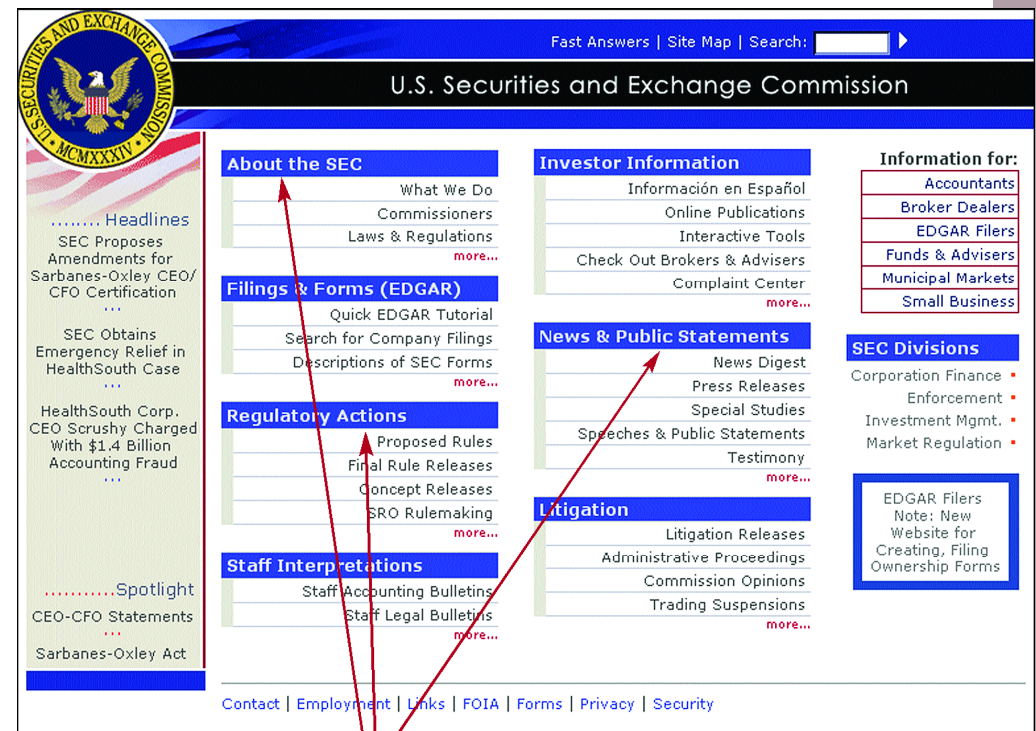 U.S. SECURITIES AND EXCHANGE COMMISSION
MCMXXXIV
Fast Answers | Site Map | Search:
U.S. Securities and Exchange Commission
........ Headlines
SEC Proposes
Amendments for
Sarbanes-Oxley CEO/
CFO Certification
...
SEC Obtains
Emergency Relief in
HealthSouth Case
...
HealthSouth Corp.
CEO Scrushy Charged
With $1.4 Billion
Accounting Fraud
...
...........Spotlight
CEO-CFO Statements
...
Sarbanes-Oxley Act
About the SEC
What We Do
Commissioners
Laws & Regulations
more...
Filings & Forms (EDGAR)
Quick EDGAR Tutorial
Search for Company Filings
Descriptions of SEC Forms
more...
Regulatory Actions
Proposed Rules
Final Rule Releases
Concept Releases
SRO Rulemaking
more...
Staff Interpretations
Staff Accounting Bulletins
Staff Legal Bulletins
more...
Investor Information
Información en Español
Online Publications
Interactive Tools
Check Out Brokers & Advisers
Complaint Center
more...
News & Public Statements
News Digest
Press Releases
Special Studies
Speeches & Public Statements
Testimony
more...
Litigation
Litigation Releases
Administrative Proceedings
Commission Opinions
Trading Suspensions
more...
Information for:
Accountants
Broker Dealers
EDGAR Filers
Funds & Advisers
Municipal Markets
Small Business
SEC Divisions
Corporation Finance
Enforcement
Investment Mgmt.
Market Regulation
EDGAR Filers
Note: New
Website for
Creating, Filing
Ownership Forms
Contact | Employment | Links | FOIA | Forms | Privacy | Security